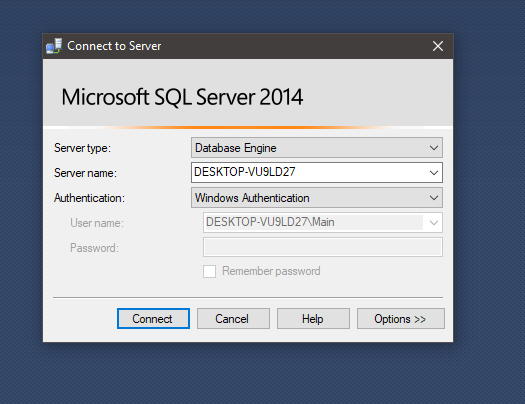 Connect to Server
Microsoft SQL Server 2014
Server type: Database Engine
Server name: DESKTOP-VU9LD27
Authentication: Windows Authentication
User name: DESKTOP-VU9LD27\Main
Password:
Remember password
Connect Cancel Help Options >>